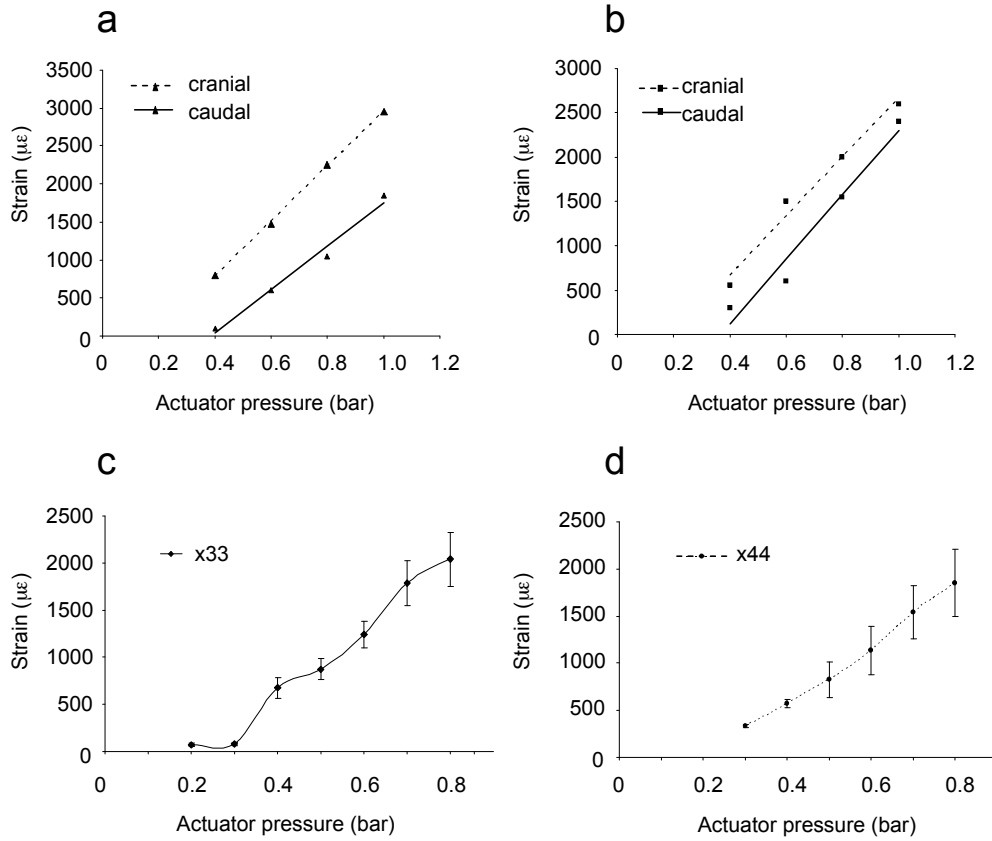 a
3500
3000
2500
2000
1500
1000
500
0
Strain (με)
cranial
caudal
0 0.4 0.6 0.8 1.0 1.2
Actuator pressure (bar)
b
3000
2500
2000
1500
1000
500
0
Strain (με)
cranial
caudal
0 0.2 0.4 0.6 0.8 1.0 1.2
Actuator pressure (bar)
c
2500
2000
1500
1000
500
0
Strain (με)
x33
0 0.2 0.4 0.6 0.8
Actuator pressure (bar)
d
2500
2000
1500
1000
500
0
Strain (με)
x44
0 0.2 0.4 0.6 0.8
Actuator pressure (bar)